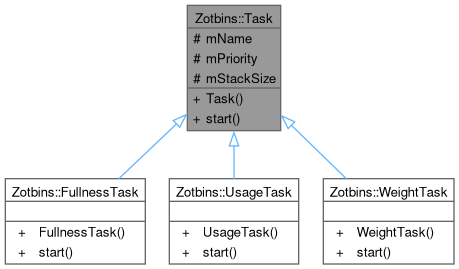 Zotbins::Task
# mName
# mPriority
# mStackSize
+ Task()
+ start()
Zotbins::FullnessTask
+ FullnessTask()
+ start()
Zotbins::UsageTask
+ UsageTask()
+ start()
Zotbins::WeightTask
+ WeightTask()
+ start()